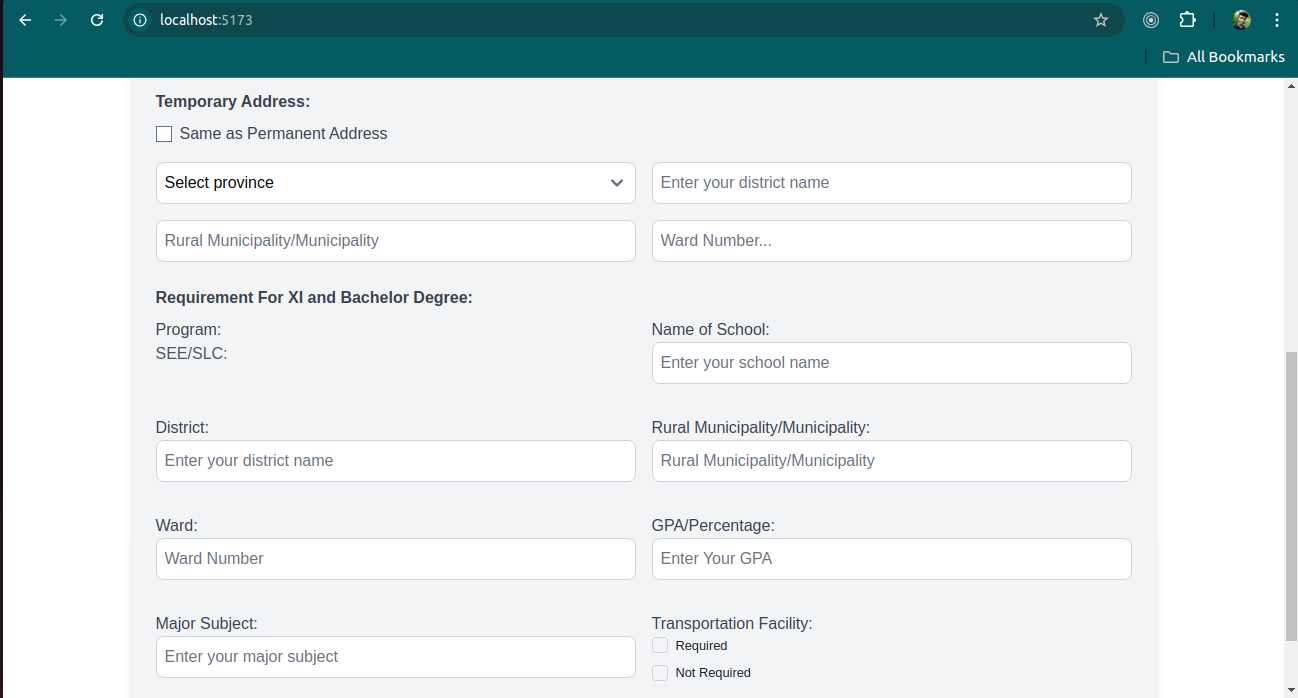 localhost:5173
All Bookmarks
Temporary Address:
Same as Permanent Address
Select province
Enter your district name
Rural Municipality/Municipality
Ward Number...
Requirement For XI and Bachelor Degree:
Program:
SEE/SLC:
Name of School:
Enter your school name
District:
Enter your district name
Rural Municipality/Municipality:
Rural Municipality/Municipality
Ward:
Ward Number
GPA/Percentage:
Enter Your GPA
Major Subject:
Enter your major subject
Transportation Facility:
Required
Not Required